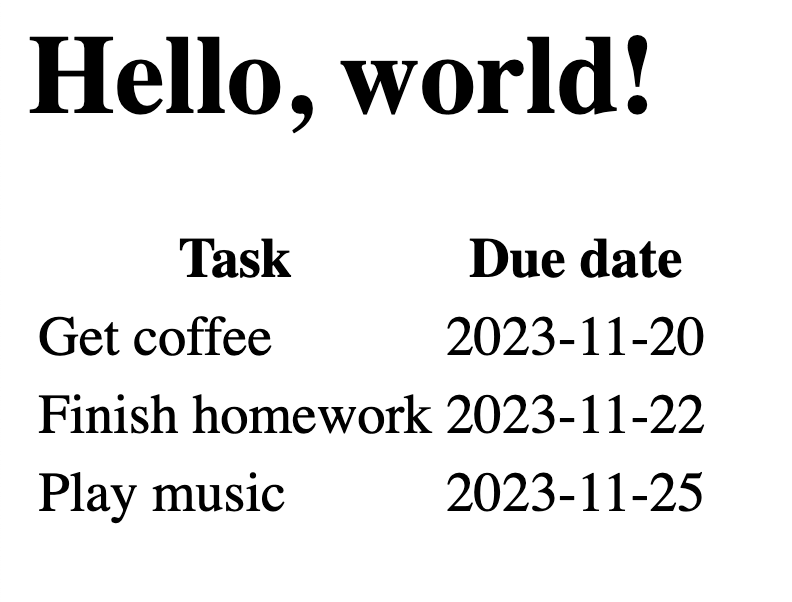 Hello, world!
Task Due date
Get coffee 2023-11-20
Finish homework 2023-11-22
Play music 2023-11-25